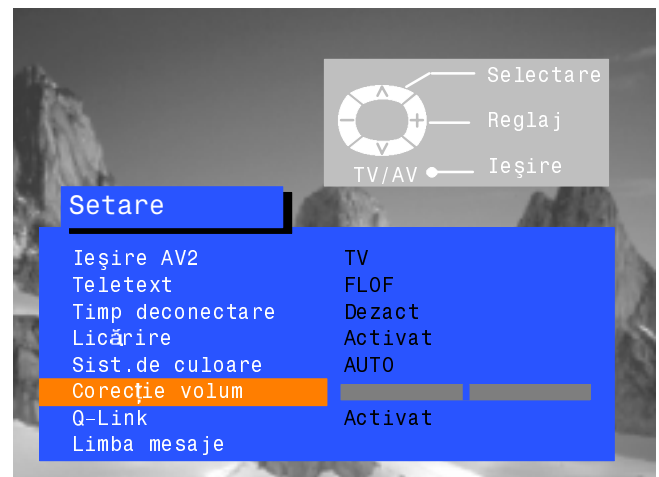 Selectare
Reglaj
TV/AV Ieşire
Setare
Ieşire AV2 TV
Teletext FLOF
Timp deconectare Dezact
Licărire Activat
Sist.de culoare AUTO
Corecţie volum
Q-Link Activat
Limba mesaje